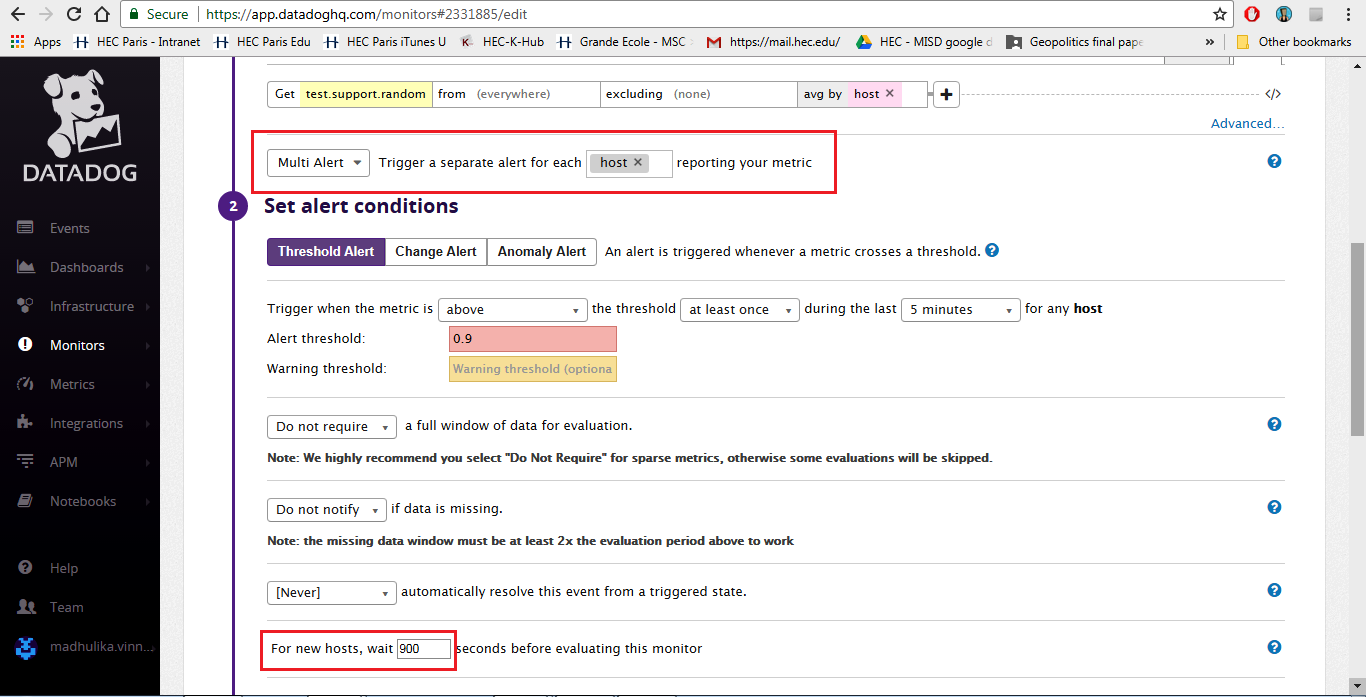 Secure https://app.datadoghq.com/monitors#2331885/edit
Apps HEC Paris - Intranet HEC Paris Edu HEC Paris iTunes U HEC-K-Hub Grande Ecole - MSC https://mail.hec.edu/ HEC - MISD google d Geopolitics final pape » Other bookmarks
DATADOG
Events
Dashboards
Infrastructure
Monitors
Metrics
Integrations
APM
Notebooks
Help
Team
madhulika.vinn...
Get test.support.random from (everywhere) excluding (none) avg by host × + </>
Advanced...
Multi Alert Trigger a separate alert for each host × reporting your metric ?
2 Set alert conditions
Threshold Alert Change Alert Anomaly Alert An alert is triggered whenever a metric crosses a threshold. ?
Trigger when the metric is above the threshold at least once during the last 5 minutes for any host
Alert threshold: 0.9
Warning threshold: Warning threshold (optiona
Do not require a full window of data for evaluation. ?
Note: We highly recommend you select "Do Not Require" for sparse metrics, otherwise some evaluations will be skipped.
Do not notify if data is missing. ?
Note: the missing data window must be at least 2x the evaluation period above to work
[Never] automatically resolve this event from a triggered state. ?
For new hosts, wait 900 seconds before evaluating this monitor ?